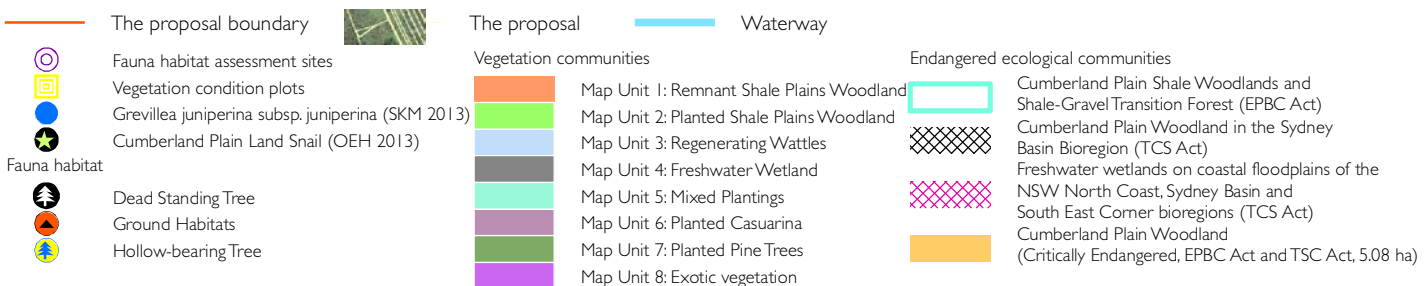 The proposal boundary
The proposal
Waterway
Fauna habitat assessment sites
Vegetation condition plots
Grevillea juniperina subsp. juniperina (SKM 2013)
Cumberland Plain Land Snail (OEH 2013)
Fauna habitat
Dead Standing Tree
Ground Habitats
Hollow-bearing Tree
Vegetation communities
Map Unit 1: Remnant Shale Plains Woodland
Map Unit 2: Planted Shale Plains Woodland
Map Unit 3: Regenerating Wattles
Map Unit 4: Freshwater Wetland
Map Unit 5: Mixed Plantings
Map Unit 6: Planted Casuarina
Map Unit 7: Planted Pine Trees
Map Unit 8: Exotic vegetation
Endangered ecological communities
Cumberland Plain Shale Woodlands and
Shale-Gravel Transition Forest (EPBC Act)
Cumberland Plain Woodland in the Sydney
Basin Bioregion (TCS Act)
Freshwater wetlands on coastal floodplains of the
NSW North Coast, Sydney Basin and
South East Corner bioregions (TCS Act)
Cumberland Plain Woodland
(Critically Endangered, EPBC Act and TSC Act, 5.08 ha)